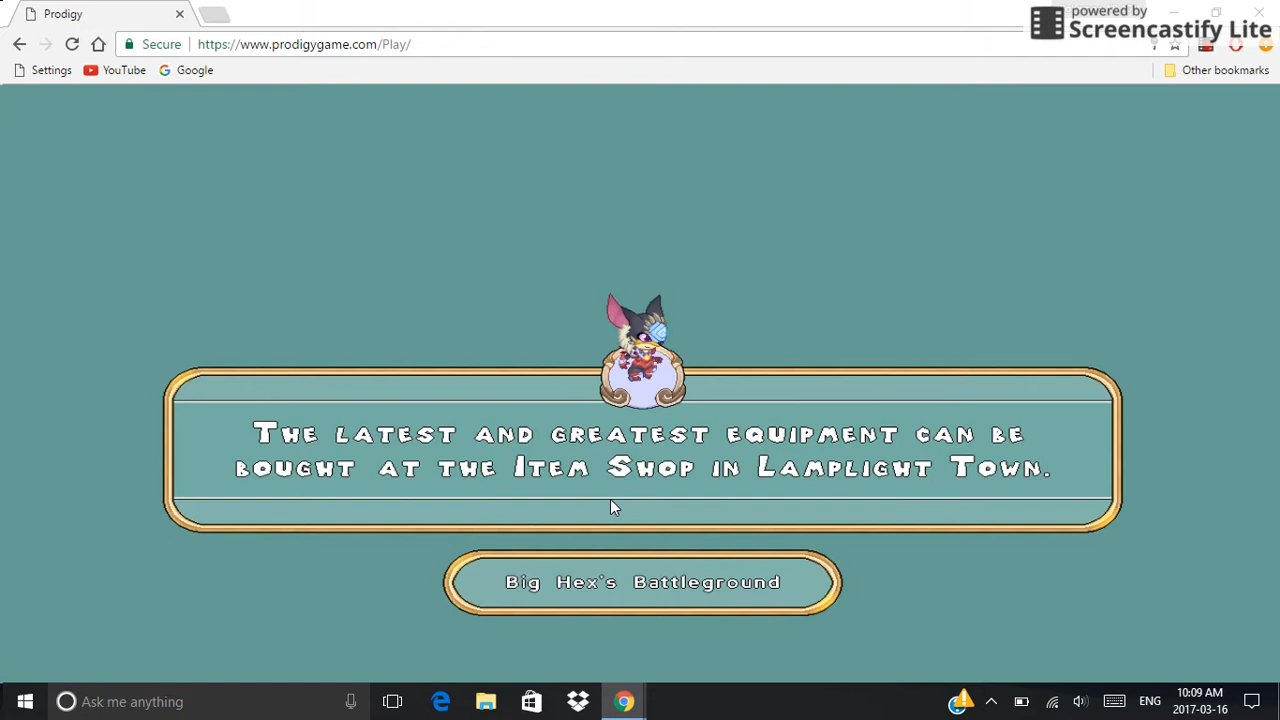 Prodigy
powered by
Screencastify Lite
Secure
https://www.prodigygame.com/Play/
Settings
YouTube
Google
Other bookmarks
The latest and greatest equipment can be
bought at the Item Shop in Lamplight Town.
Big Hex's Battleground
Ask me anything
ENG
10:09 AM
2017-03-16